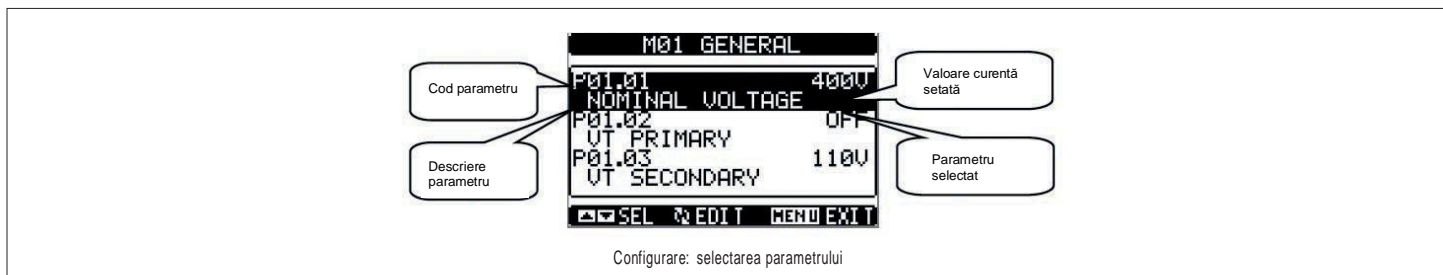 M01 GENERAL
Cod parametru
P01.01 400V
NOMINAL VOLTAGE
Valoare curentă
setată
P01.02 OFF
VT PRIMARY
Descriere
parametru
P01.03 110V
VT SECONDARY
Parametru
selectat
▲▼ SEL ↻ EDIT MENU EXIT
Configurare: selectarea parametrului